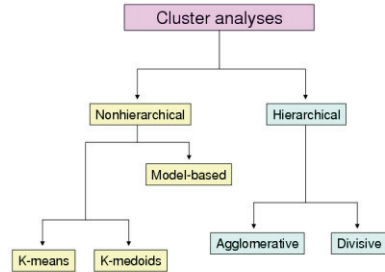 Cluster analyses
Nonhierarchical
Hierarchical
Model-based
K-means
K-medoids
Agglomerative
Divisive